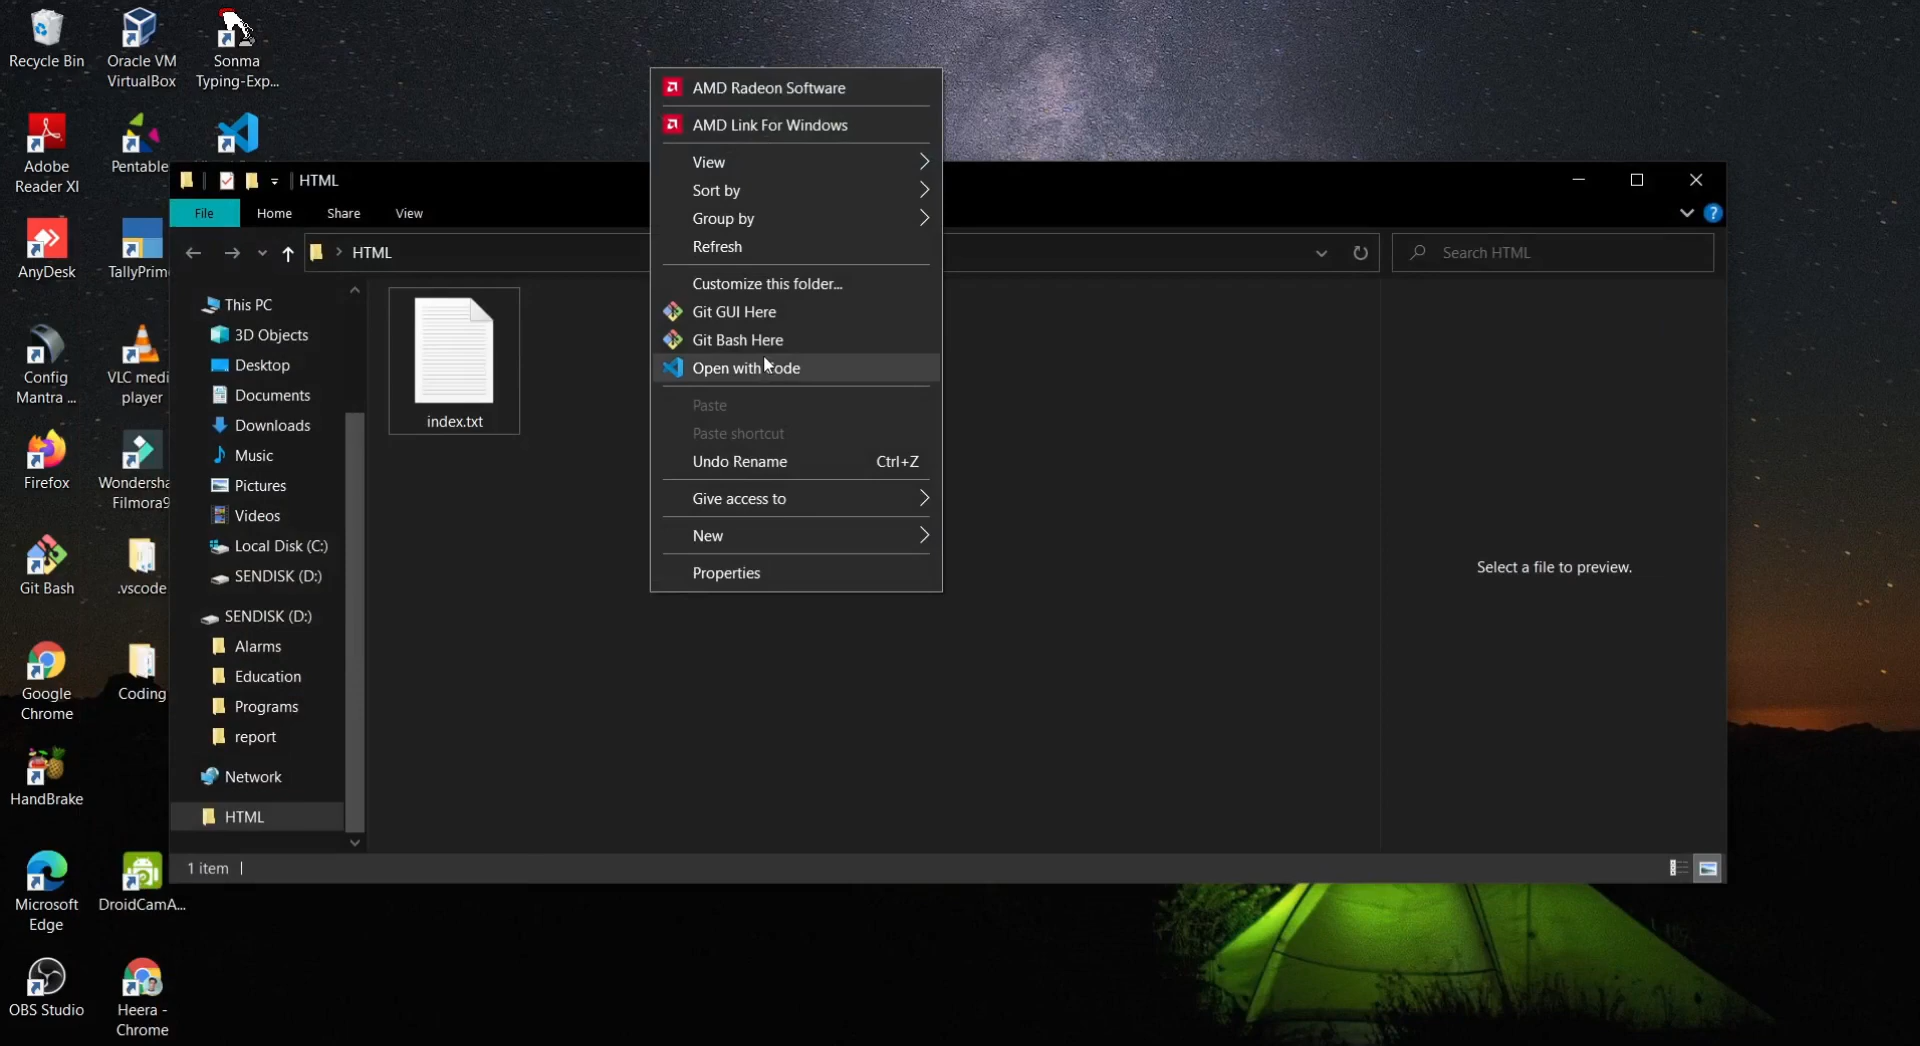 Recycle Bin
Oracle VM
VirtualBox
Sonma
Typing-Exp...
Adobe
Reader XI
Pentable
AnyDesk
TallyPrim
Config
Mantra ...
VLC medi
player
Firefox
Wondersha
Filmora9
Git Bash
.vscode
Google
Chrome
Coding
HandBrake
Microsoft
Edge
DroidCamA...
OBS Studio
Heera -
Chrome
HTML
File
Home
Share
View
HTML
Search HTML
This PC
3D Objects
Desktop
Documents
Downloads
Music
Pictures
Videos
Local Disk (C:)
SENDISK (D:)
SENDISK (D:)
Alarms
Education
Programs
report
Network
HTML
1 item
index.txt
AMD Radeon Software
AMD Link For Windows
View
Sort by
Group by
Refresh
Customize this folder...
Git GUI Here
Git Bash Here
Open with Code
Paste
Paste shortcut
Undo Rename Ctrl+Z
Give access to
New
Properties
Select a file to preview.